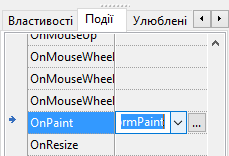 Властивості Події Улюблені
OnMouseUp
OnMouseWheel
OnMouseWheel
OnMouseWheel
OnPaint rmPaint ...
OnResize